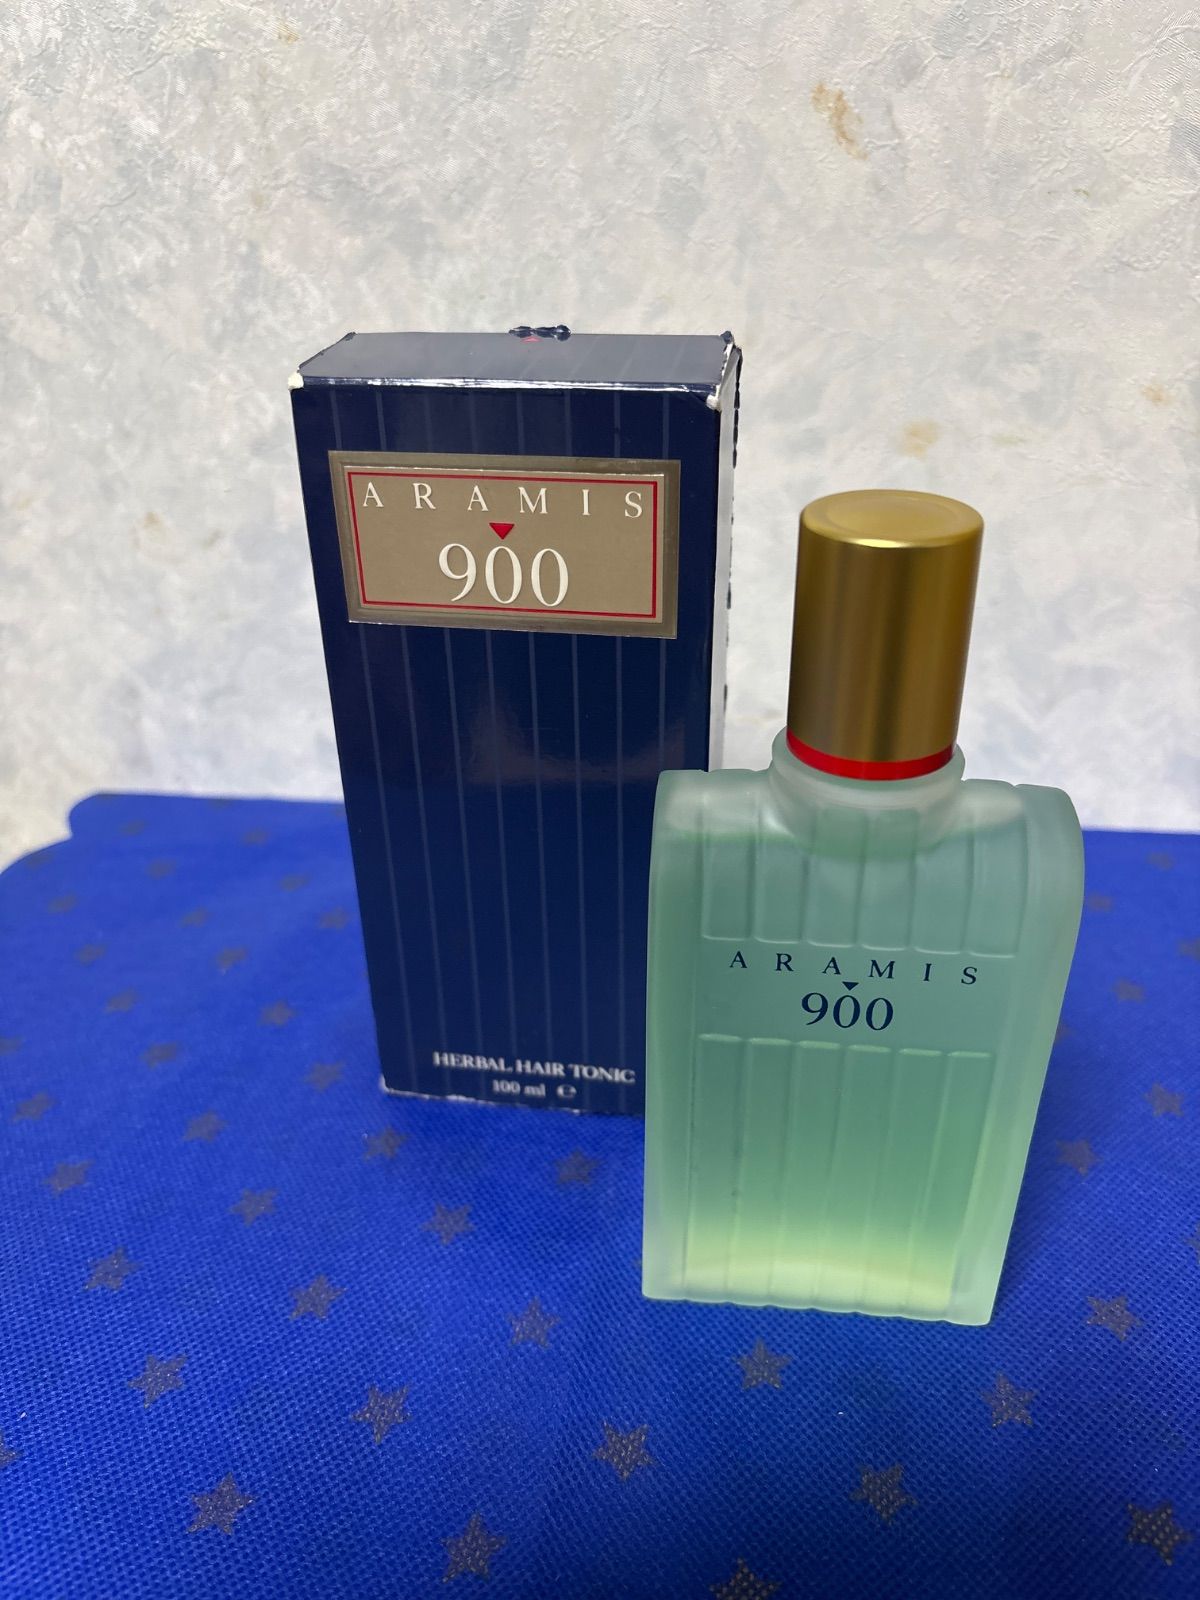 ARAMIS
900
HERBAL HAIR TONIC
100 ml ℮
ARAMIS
900